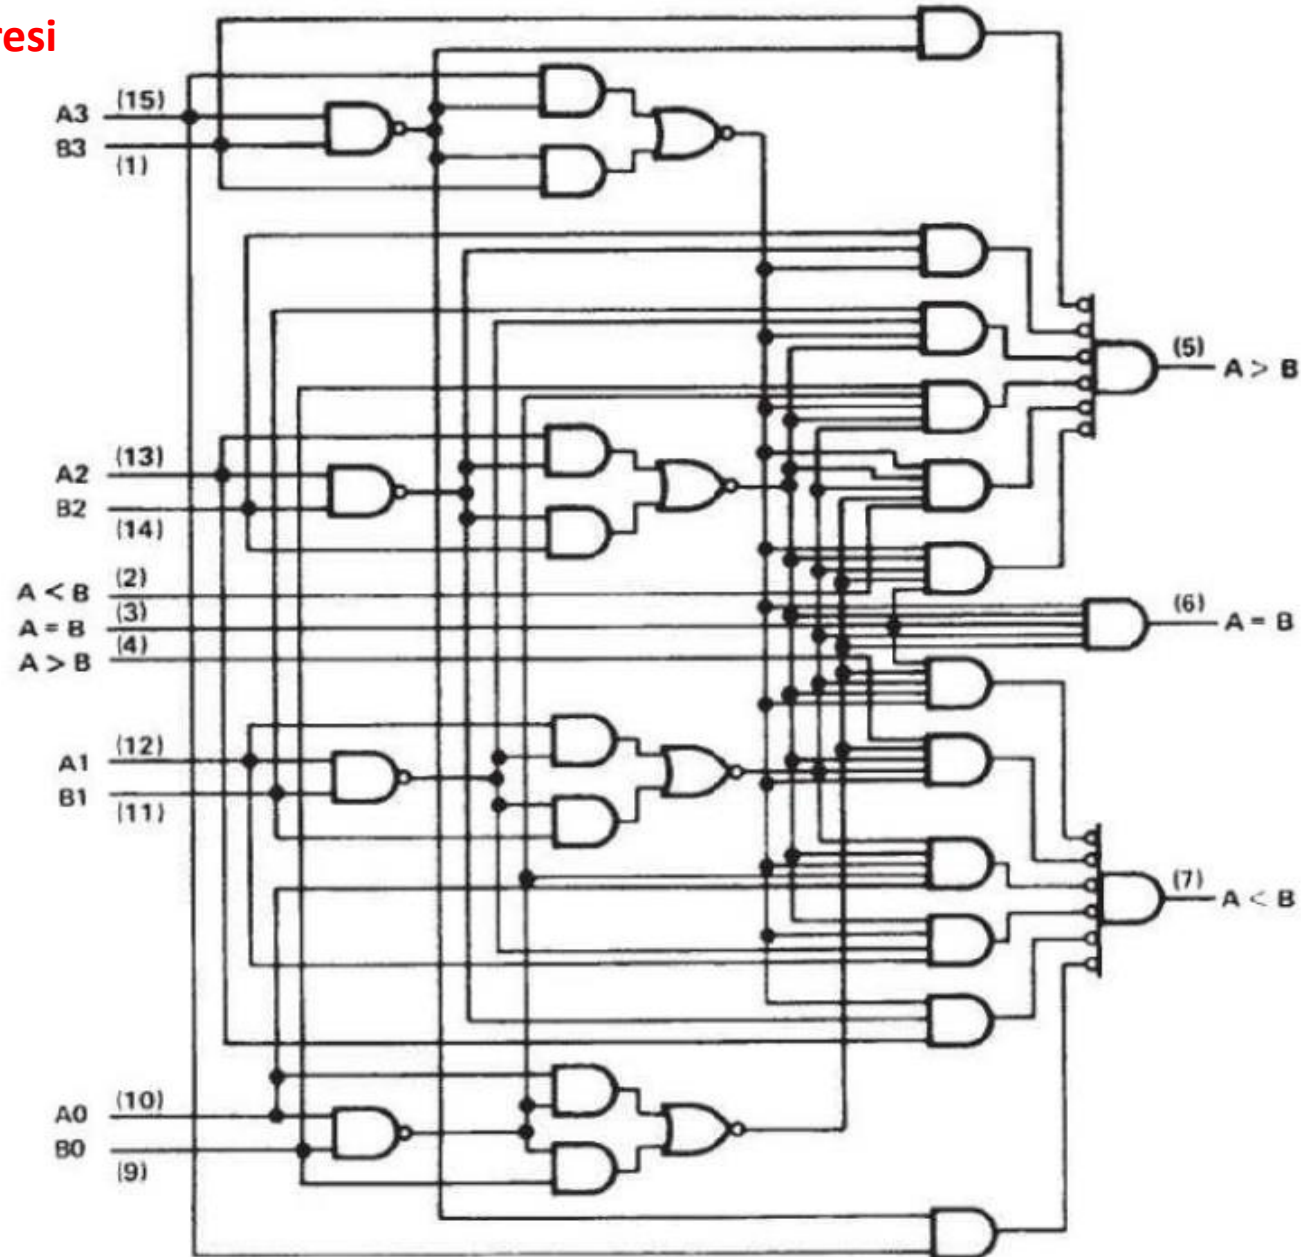 resi
A3 (15)
B3 (1)
(5) A > B
A2 (13)
B2 (14)
A < B (2)
A = B (3)
A > B (4)
(6) A = B
A1 (12)
B1 (11)
(7) A < B
A0 (10)
B0 (9)